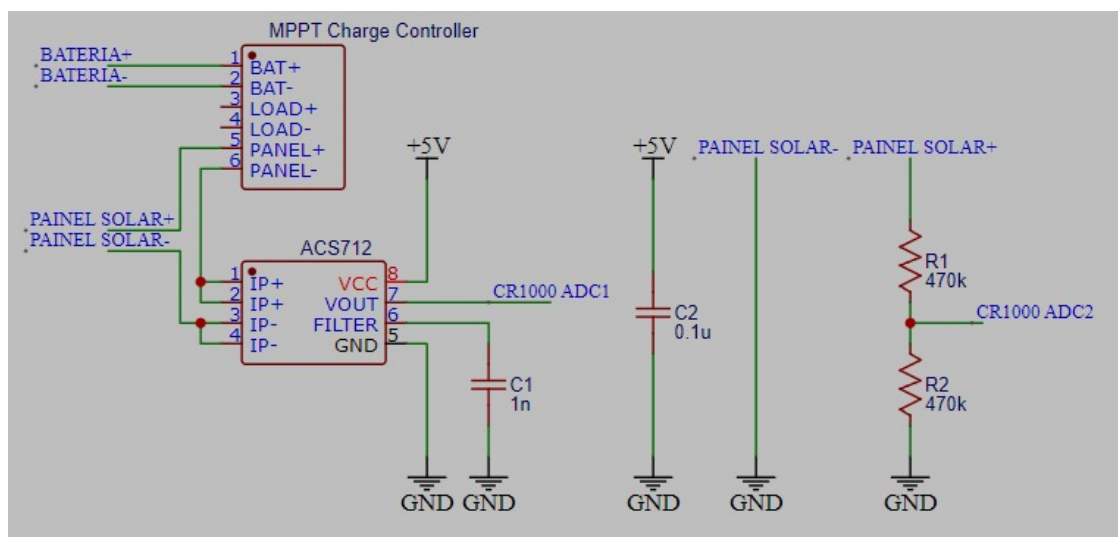 MPPT Charge Controller
BATERIA+
BATERIA-
1 BAT+
2 BAT-
3 LOAD+
4 LOAD-
5 PANEL+
6 PANEL-
PAINEL SOLAR+
PAINEL SOLAR-
ACS712
1 IP+
2 IP+
3 IP-
4 IP-
VCC 8
VOUT 7
FILTER 6
GND 5
+5V
CR1000 ADC1
C1
1n
GND
GND
+5V
C2
0.1u
GND
PAINEL SOLAR-
GND
PAINEL SOLAR+
R1
470k
CR1000 ADC2
R2
470k
GND